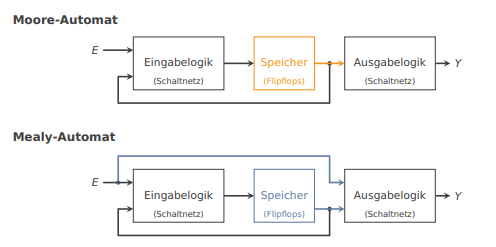 Moore-Automat
E
Eingabelogik
(Schaltnetz)
Speicher
(Flipflops)
Ausgabelogik
(Schaltnetz)
Y
Mealy-Automat
E
Eingabelogik
(Schaltnetz)
Speicher
(Flipflops)
Ausgabelogik
(Schaltnetz)
Y